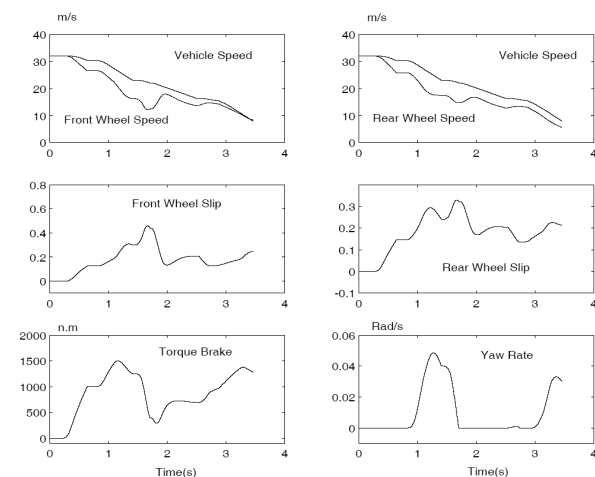 m/s
m/s
40
30
20
10
0
Vehicle Speed
Front Wheel Speed
0 1 2 3 4
40
30
20
10
0
Vehicle Speed
Rear Wheel Speed
0 1 2 3 4
0.8
0.6
0.4
0.2
0
Front Wheel Slip
0 1 2 3 4
0.3
0.2
0.1
0
-0.1
Rear Wheel Slip
0 1 2 3 4
n.m
2000
1500
1000
500
0
Torque Brake
0 1 2 3 4
Time(s)
Rad/s
0.06
0.04
0.02
0
Yaw Rate
0 1 2 3 4
Time(s)